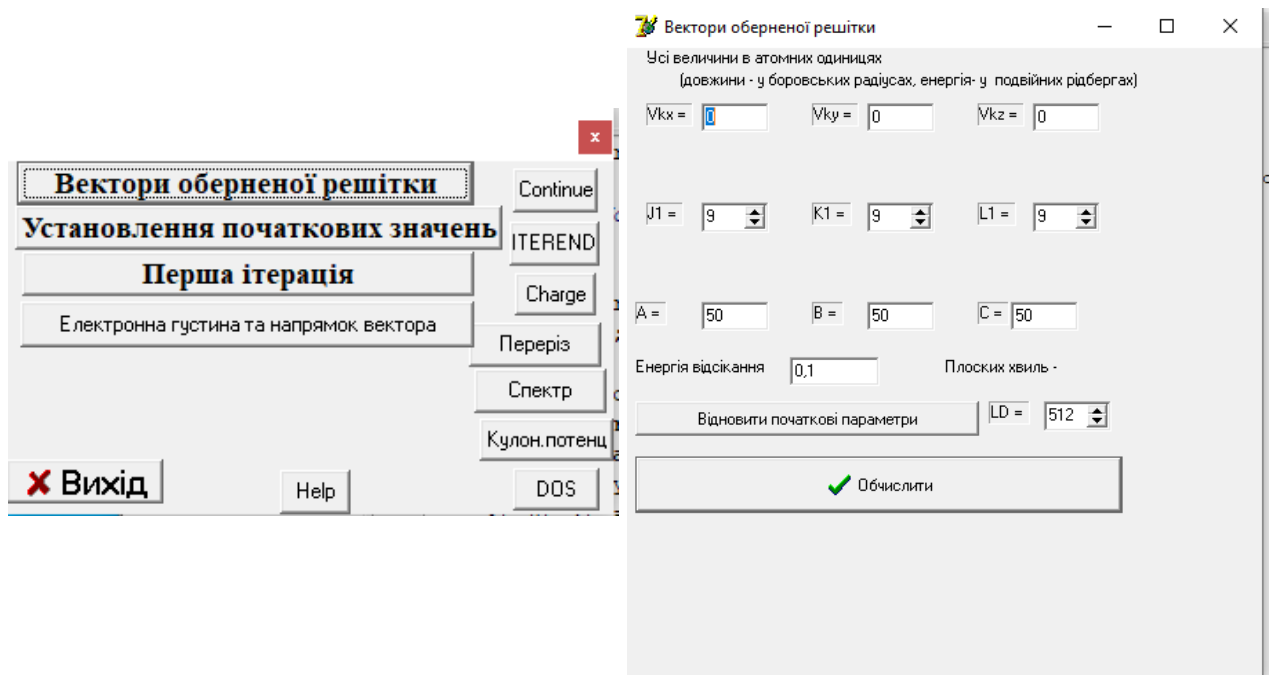 x
Вектори оберненої решітки
Continue
Установлення початкових значень
ITEREND
Перша ітерація
Charge
Електронна густина та напрямок вектора
Переріз
Спектр
Кулон.потенц
Вихід
Help
DOS
Вектори оберненої решітки
Усі величини в атомних одиницях
(довжини - у боровських радіусах, енергія- у подвійних рідбергах)
Vkx = 0 Vky = 0 Vkz = 0
J1 = 9 K1 = 9 L1 = 9
A = 50 B = 50 C = 50
Енергія відсікання 0,1 Плоских хвиль -
Відновити початкові параметри LD = 512
Обчислити